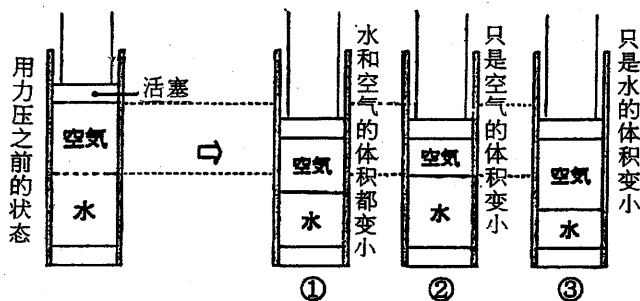 用力压之前的状态
活塞
空気
水
水和空气的体积都变小
空気
水
①
只是空气的体积变小
空気
水
②
只是水的体积变小
空気
水
③